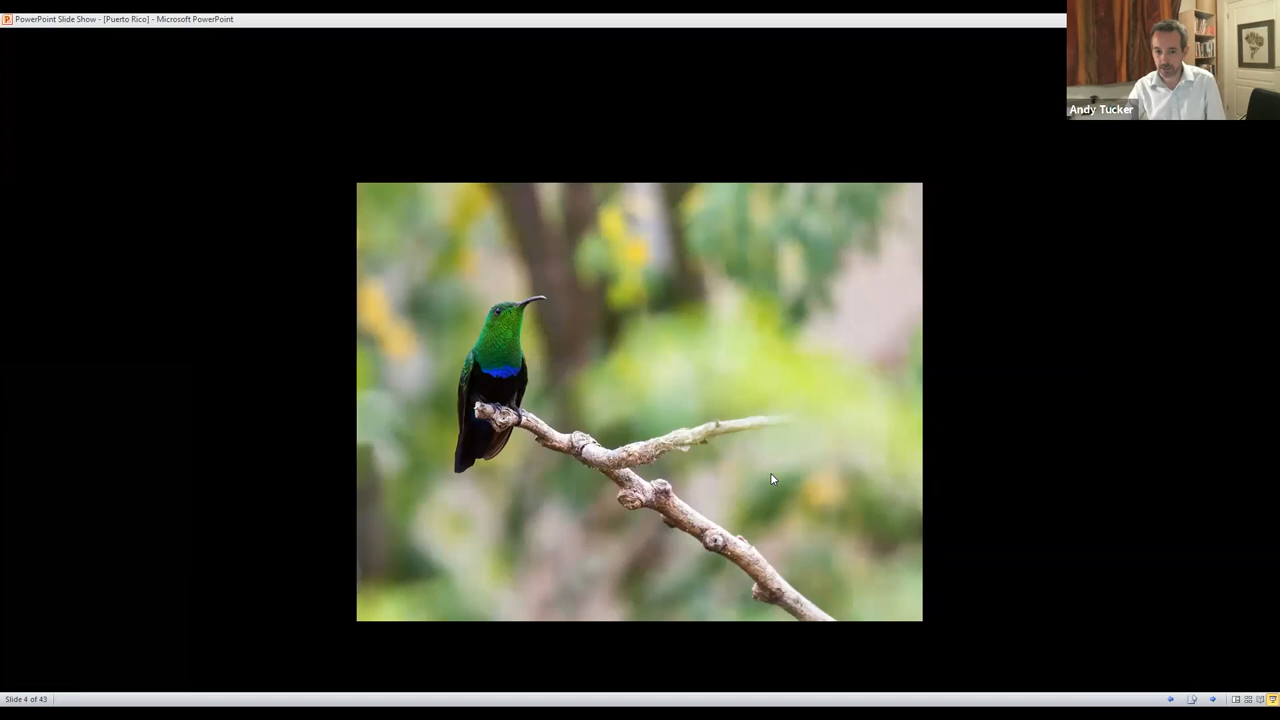 PowerPoint Slide Show - [Puerto Rico] - Microsoft PowerPoint
Andy Tucker
Slide 4 of 43